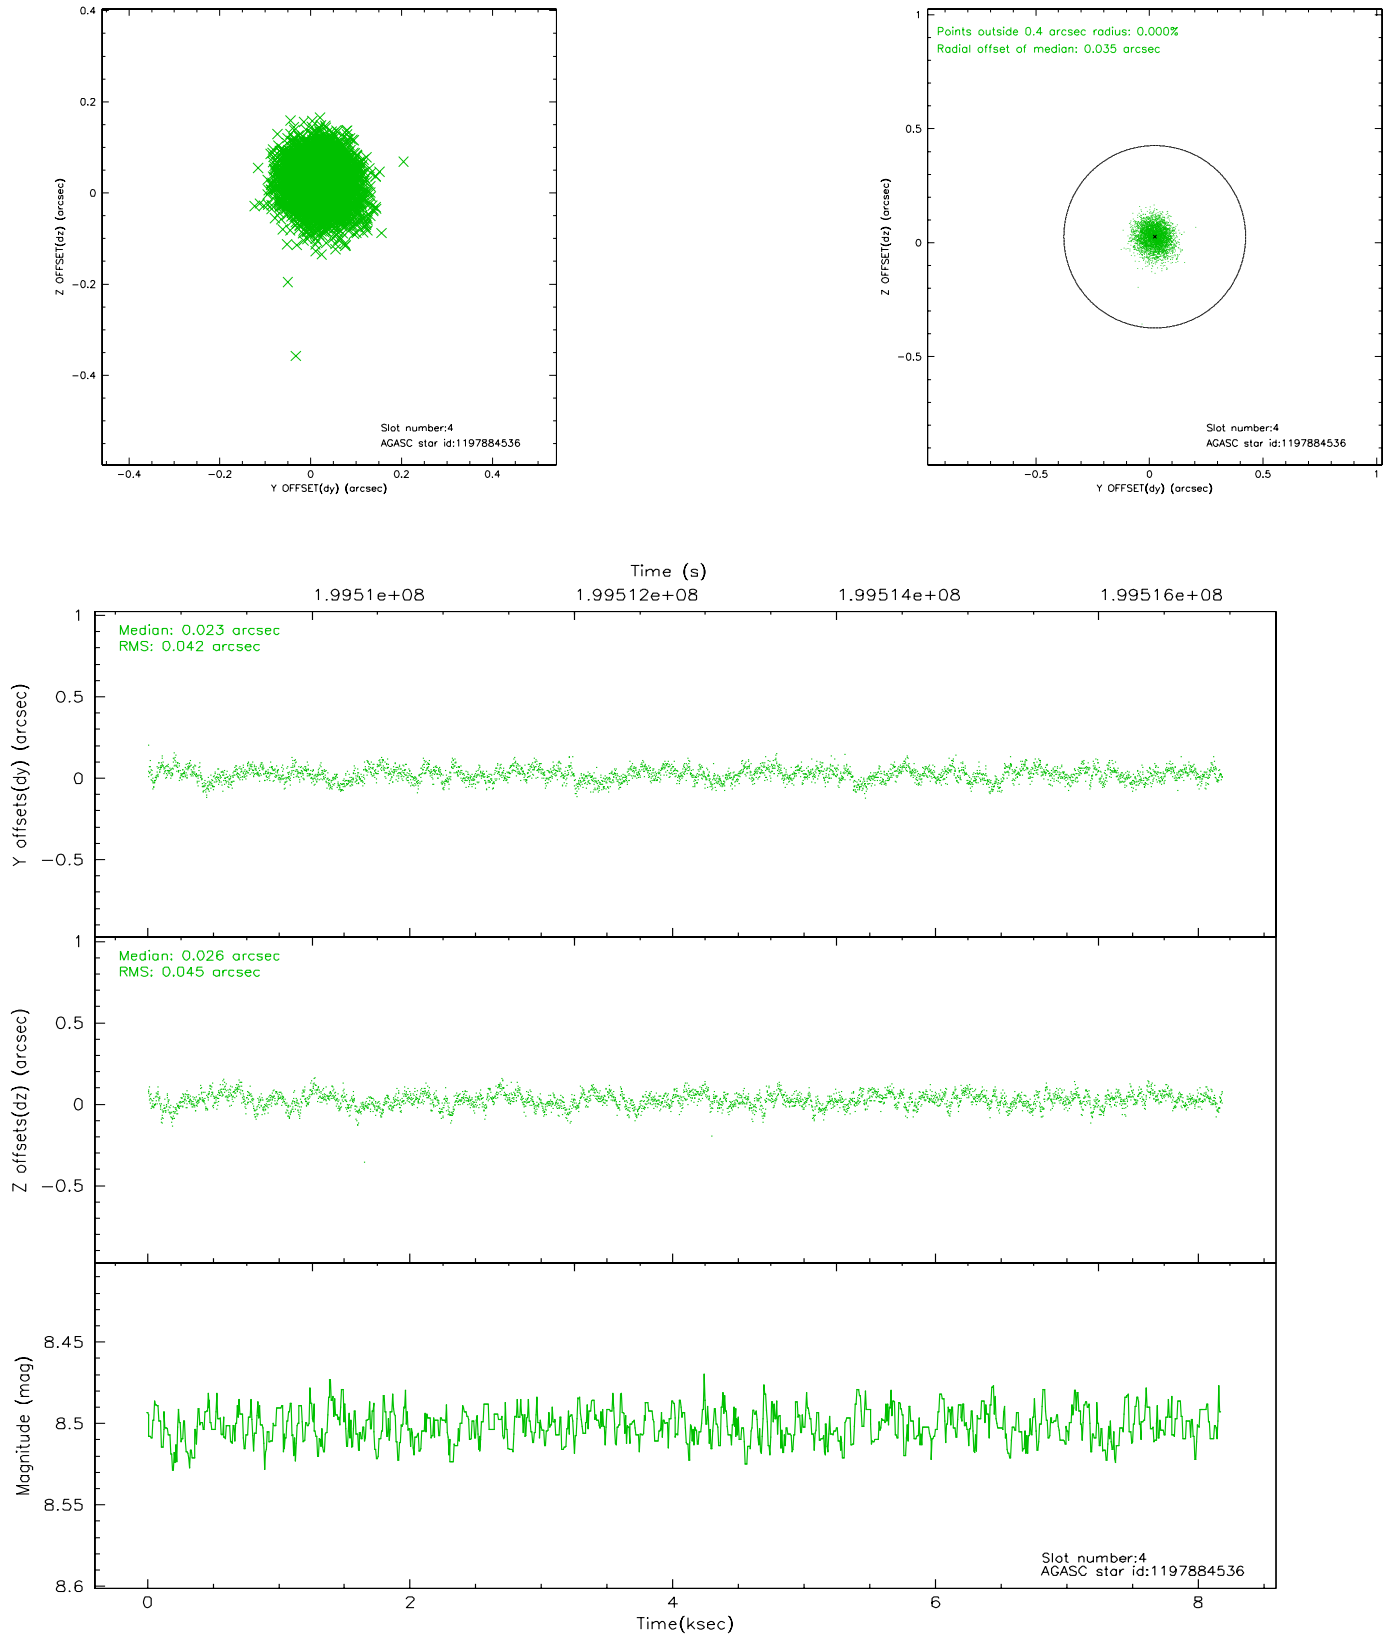 0.4
0.2
0
−0.2
−0.4
Z OFFSET(dz) (arcsec)
Slot number:4
AGASC star id:1197884536
−0.4
−0.2
0
0.2
0.4
Y OFFSET(dy) (arcsec)
Points outside 0.4 arcsec radius: 0.000%
Radial offset of median: 0.035 arcsec
1
0.5
0
−0.5
Z OFFSET(dz) (arcsec)
Slot number:4
AGASC star id:1197884536
−0.5
0
0.5
1
Y OFFSET(dy) (arcsec)
Time (s)
1.9951e+08
1.99512e+08
1.99514e+08
1.99516e+08
Median: 0.023 arcsec
RMS: 0.042 arcsec
1
0.5
0
−0.5
Y offsets(dy) (arcsec)
Median: 0.026 arcsec
RMS: 0.045 arcsec
1
0.5
0
−0.5
Z offsets(dz) (arcsec)
8.45
8.5
8.55
8.6
Magnitude (mag)
Slot number:4
AGASC star id:1197884536
0
2
4
6
8
Time(ksec)